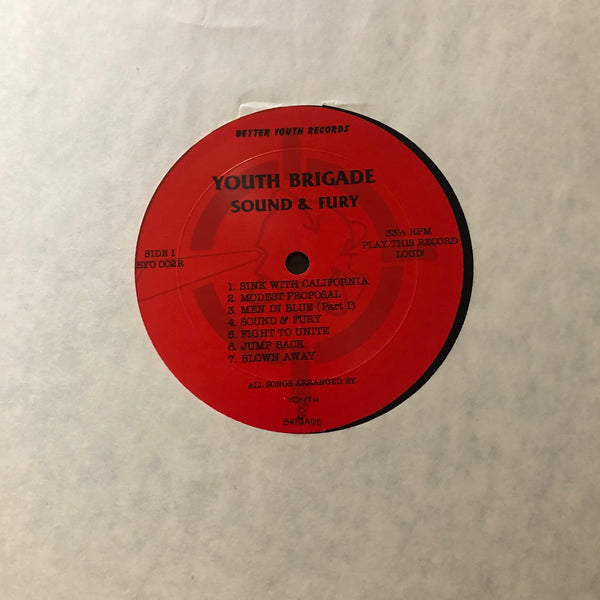 BETTER YOUTH RECORDS
YOUTH BRIGADE
SOUND & FURY
SIDE I
BYO 002R
33⅓ RPM
PLAY THIS RECORD
LOUD!
1. SINK WITH CALIFORNIA
2. MODEST PROPOSAL
3. MEN IN BLUE (Part 1)
4. SOUND & FURY
5. FIGHT TO UNITE
6. JUMP BACK
7. BLOWN AWAY
ALL SONGS ARRANGED BY
YOUTH
BRIGADE